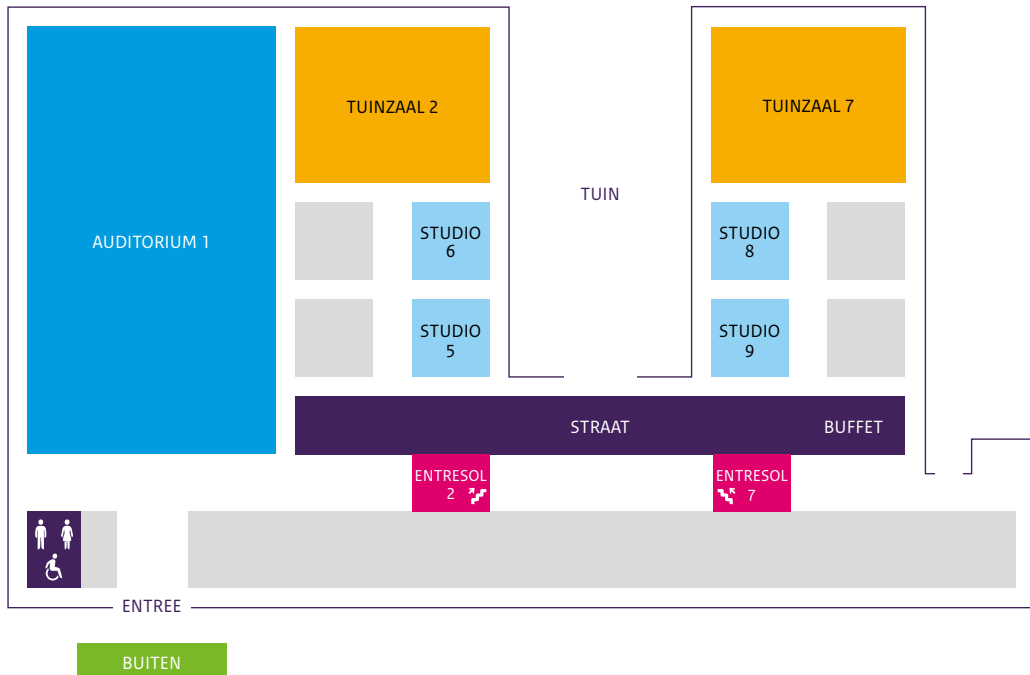 TUINZAAL 2
TUINZAAL 7
TUIN
AUDITORIUM 1
STUDIO
6
STUDIO
8
STUDIO
5
STUDIO
9
STRAAT
BUFFET
ENTRESOL
2
ENTRESOL
7
ENTREE
BUITEN